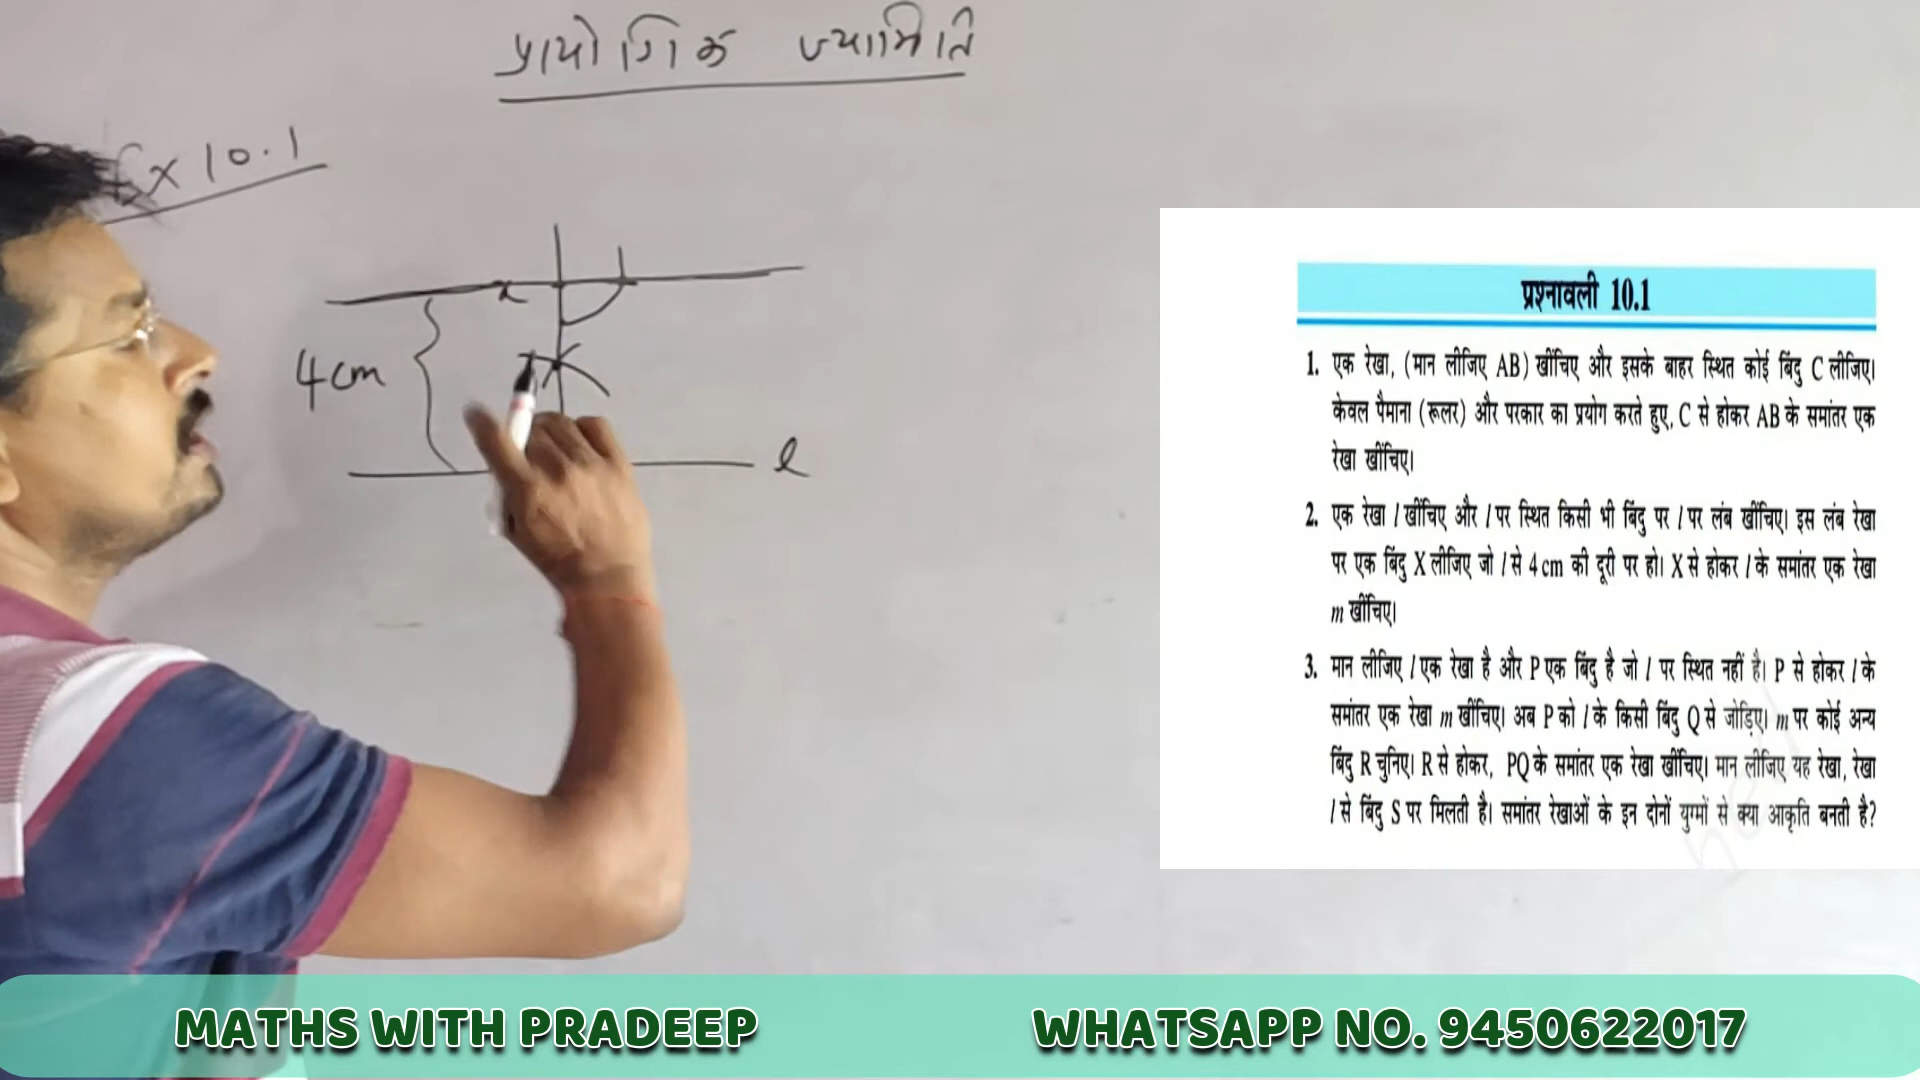 प्रायोगिक ज्यामिति
Ex 10.1
x
4cm
l
प्रश्नावली 10.1
1. एक रेखा, (मान लीजिए AB) खींचिए और इसके बाहर स्थित कोई बिंदु C लीजिए।
केवल पैमाना (रूलर) और परकार का प्रयोग करते हुए, C से होकर AB के समांतर एक
रेखा खींचिए।
2. एक रेखा l खींचिए और l पर स्थित किसी भी बिंदु पर l पर लंब खींचिए। इस लंब रेखा
पर एक बिंदु X लीजिए जो l से 4 cm की दूरी पर हो। X से होकर l के समांतर एक रेखा
m खींचिए।
3. मान लीजिए l एक रेखा है और P एक बिंदु है जो l पर स्थित नहीं है। P से होकर l के
समांतर एक रेखा m खींचिए। अब P को l के किसी बिंदु Q से जोड़िए। m पर कोई अन्य
बिंदु R चुनिए। R से होकर, PQ के समांतर एक रेखा खींचिए। मान लीजिए यह रेखा, रेखा
l से बिंदु S पर मिलती है। समांतर रेखाओं के इन दोनों युग्मों से क्या आकृति बनती है?
MATHS WITH PRADEEP
WHATSAPP NO. 9450622017